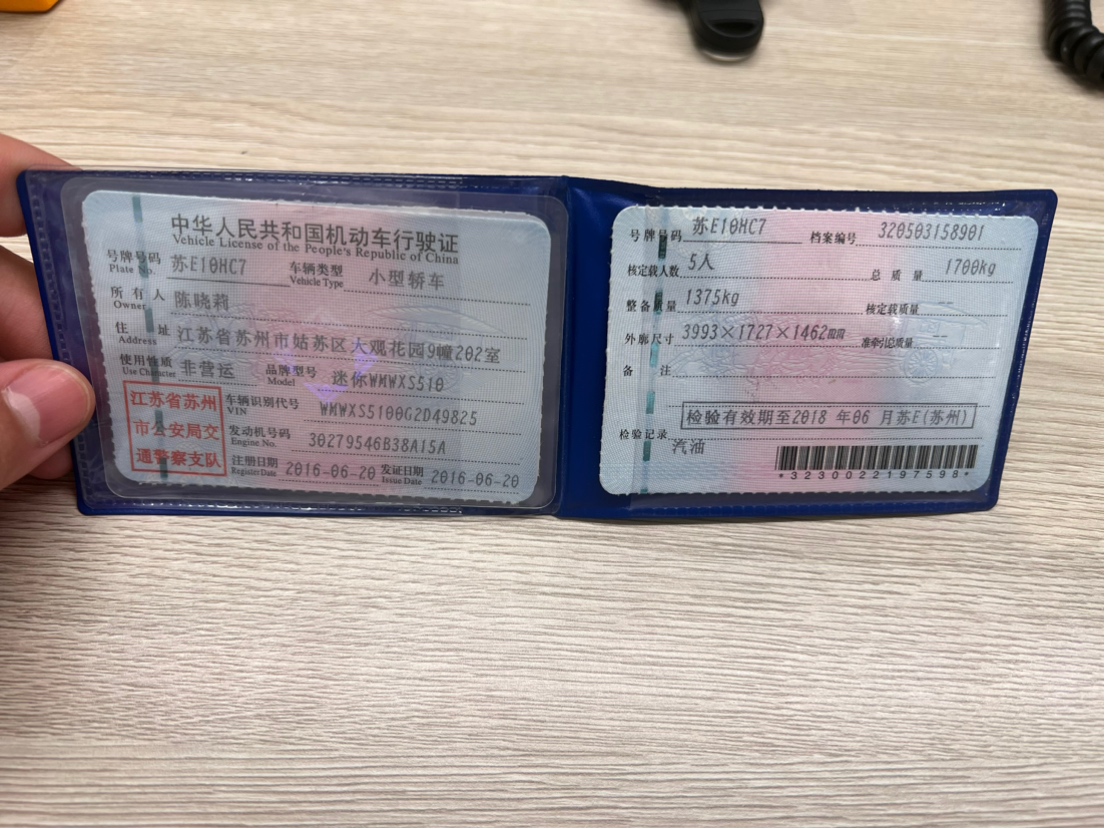 中华人民共和国机动车行驶证
Vehicle License of the People's Republic of China
号牌号码 苏E10HC7 车辆类型 小型轿车
Plate No. Vehicle Type
所有人 陈晓莉
Owner
住址 江苏省苏州市姑苏区大观花园9幢202室
Address
使用性质 非营运 品牌型号 迷你WMWXS510
Use Character Model
江苏省苏州
市公安局交
通警察支队
车辆识别代号 WMWXS5100G2D49825
VIN
发动机号码 30279546B38A15A
Engine No.
注册日期 2016-06-20 发证日期 2016-06-20
Register Date Issue Date
号牌号码 苏E10HC7 档案编号 320503158901
核定载人数 5人 总质量 1700kg
整备质量 1375kg 核定载质量 --
外廓尺寸 3993×1727×1462mm 准牵引总质量 --
备注
检验有效期至2018 年06 月苏E(苏州)
检验记录
汽油
*3230022197598*